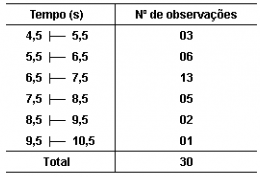 Tempo (s) Nº de observações
4,5 ⊢ 5,5 03
5,5 ⊢ 6,5 06
6,5 ⊢ 7,5 13
7,5 ⊢ 8,5 05
8,5 ⊢ 9,5 02
9,5 ⊢ 10,5 01
Total 30